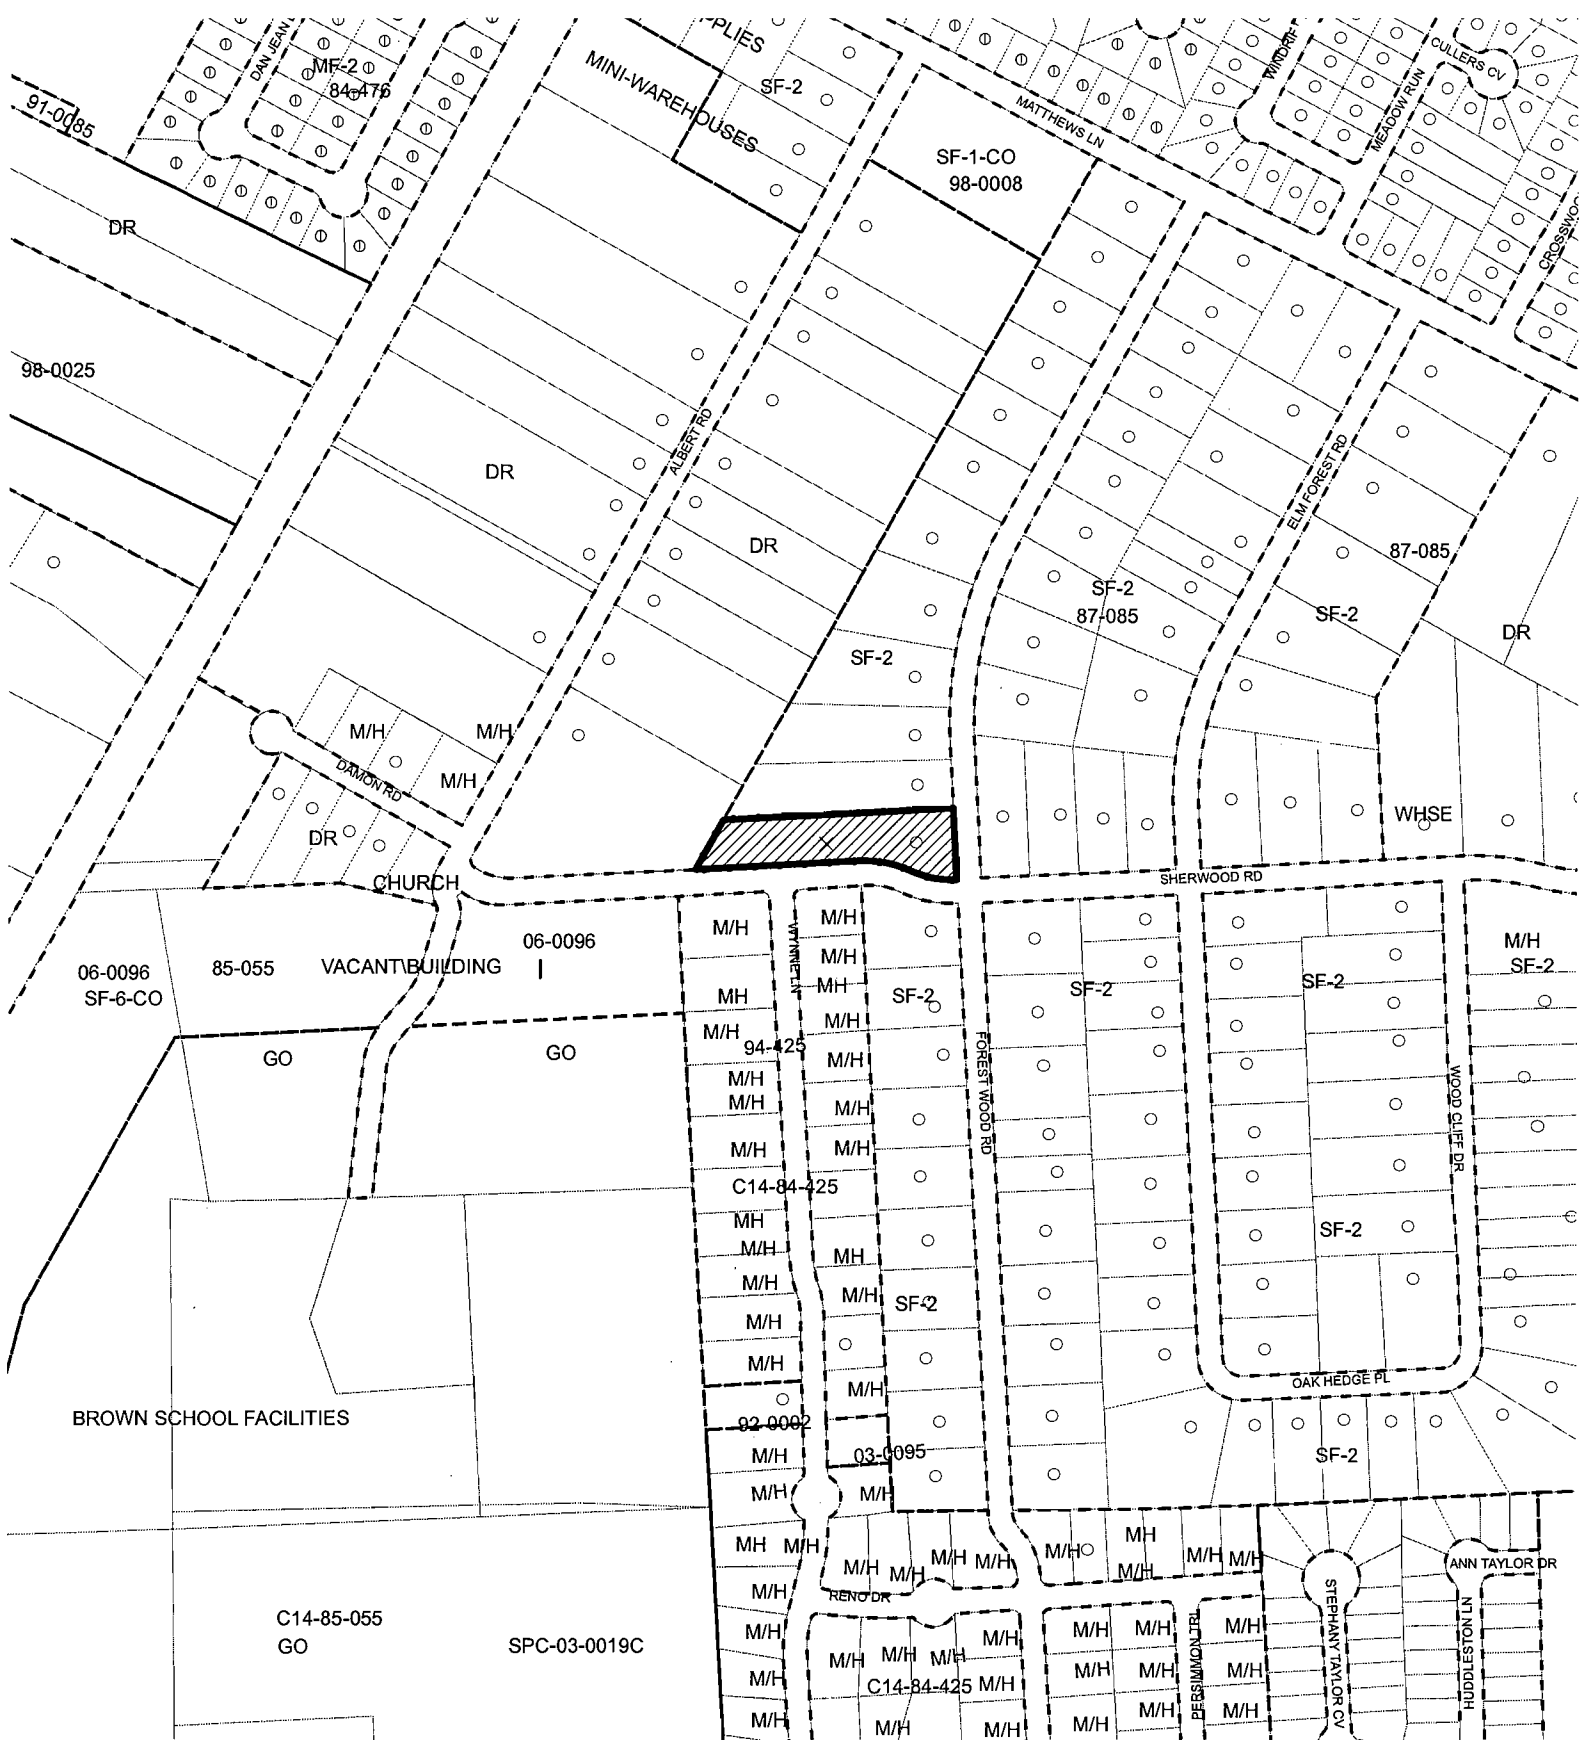 DAN JEAN
MF-2
84-476
91-0085
PPLIES
MINI-WAREHOUSES
SF-2
MATTHEWS LN
CULLERS CV
MEADOW RUN
SF-1-CO
98-0008
DR
98-0025
DR
ALBERT RD
DR
ELM FOREST RD
87-085
SF-2
87-085
SF-2
DR
SF-2
M/H
M/H
M/H
DAMON RD
DR
WHSE
CHURCH
SHERWOOD RD
06-0096
SF-6-CO
85-055
VACANT\BUILDING
06-0096
GO
GO
M/H
MH
M/H
94-425
M/H
M/H
M/H
C14-84-425
MH
M/H
M/H
M/H
M/H
92-0002
M/H
M/H
WYNNE LN
M/H
M/H
MH
M/H
M/H
M/H
M/H
MH
M/H
M/H
03-0095
M/H
SF-2
SF-2
FOREST WOOD RD
SF-2
SF-2
SF-2
WOOD CLIFF DR
M/H
SF-2
OAK HEDGE PL
SF-2
BROWN SCHOOL FACILITIES
C14-85-055
GO
SPC-03-0019C
MH
M/H
M/H
M/H
M/H
M/H
M/H
M/H
M/H
M/H
RENO DR
M/H
MH
M/H
M/H
M/H
M/H
M/H
M/H
M/H
C14-84-425
M/H
M/H
M/H
M/H
M/H
M/H
M/H
M/H
M/H
PERSIMMON TRL
M/H
M/H
M/H
STEPHANY TAYLOR CV
HUDDLESTON LN
ANN TAYLOR DR